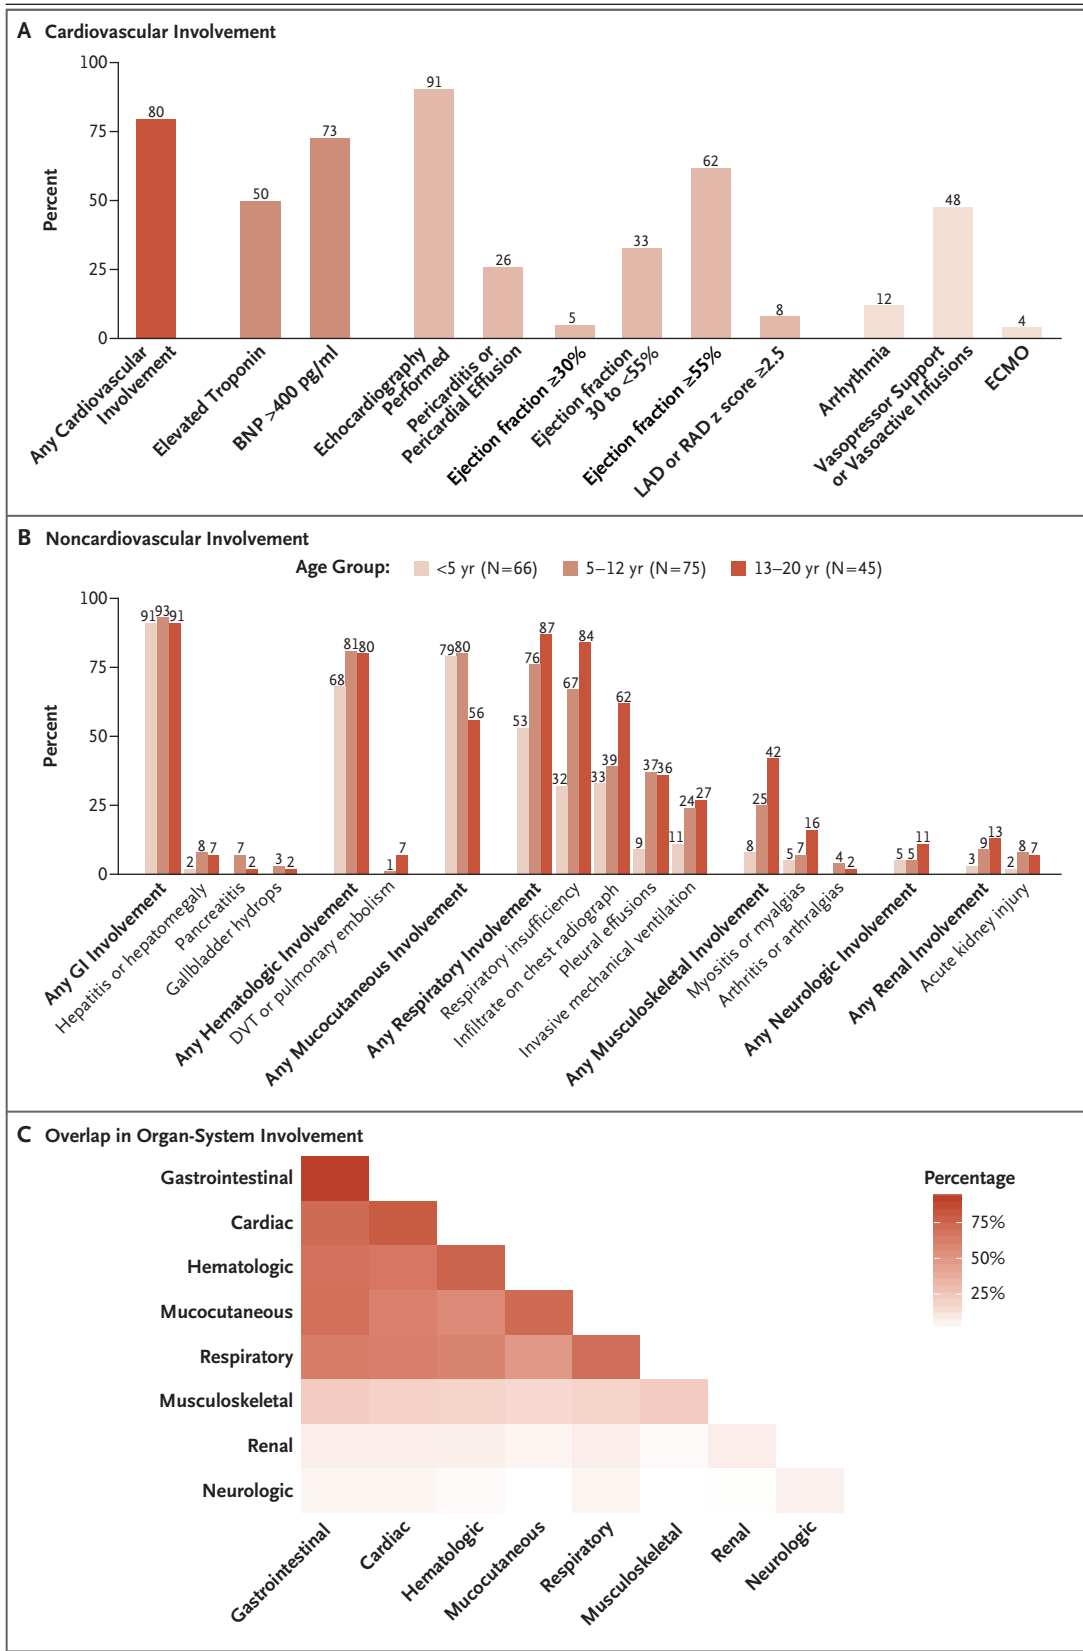 A Cardiovascular Involvement
100
75
50
25
0
Percent
80
50
73
91
26
5
33
62
8
12
48
4
Any Cardiovascular
Involvement
Elevated Troponin
BNP >400 pg/ml
Echocardiography
Performed
Pericarditis or
Pericardial Effusion
Ejection fraction ≥30%
Ejection fraction
30 to <55%
Ejection fraction ≥55%
LAD or RAD z score ≥2.5
Arrhythmia
Vasopressor Support
or Vasoactive Infusions
ECMO
B Noncardiovascular Involvement
Age Group: <5 yr (N=66) 5–12 yr (N=75) 13–20 yr (N=45)
100
75
50
25
0
Percent
91 93 91
2 8 7
7 2
3 2
68 81 80
1 7
79 80 56
53 76 87
32 67 84
33 39 62
9 37 36
11 24 27
8 25 42
5 7 16
4 2
5 5 11
3 9 13
2 8 7
Any GI Involvement
Hepatitis or hepatomegaly
Pancreatitis
Gallbladder hydrops
Any Hematologic Involvement
DVT or pulmonary embolism
Any Mucocutaneous Involvement
Any Respiratory Involvement
Respiratory insufficiency
Infiltrate on chest radiograph
Pleural effusions
Invasive mechanical ventilation
Any Musculoskeletal Involvement
Myositis or myalgias
Arthritis or arthralgias
Any Neurologic Involvement
Any Renal Involvement
Acute kidney injury
C Overlap in Organ-System Involvement
Gastrointestinal
Cardiac
Hematologic
Mucocutaneous
Respiratory
Musculoskeletal
Renal
Neurologic
Percentage
75%
50%
25%
Gastrointestinal
Cardiac
Hematologic
Mucocutaneous
Respiratory
Musculoskeletal
Renal
Neurologic